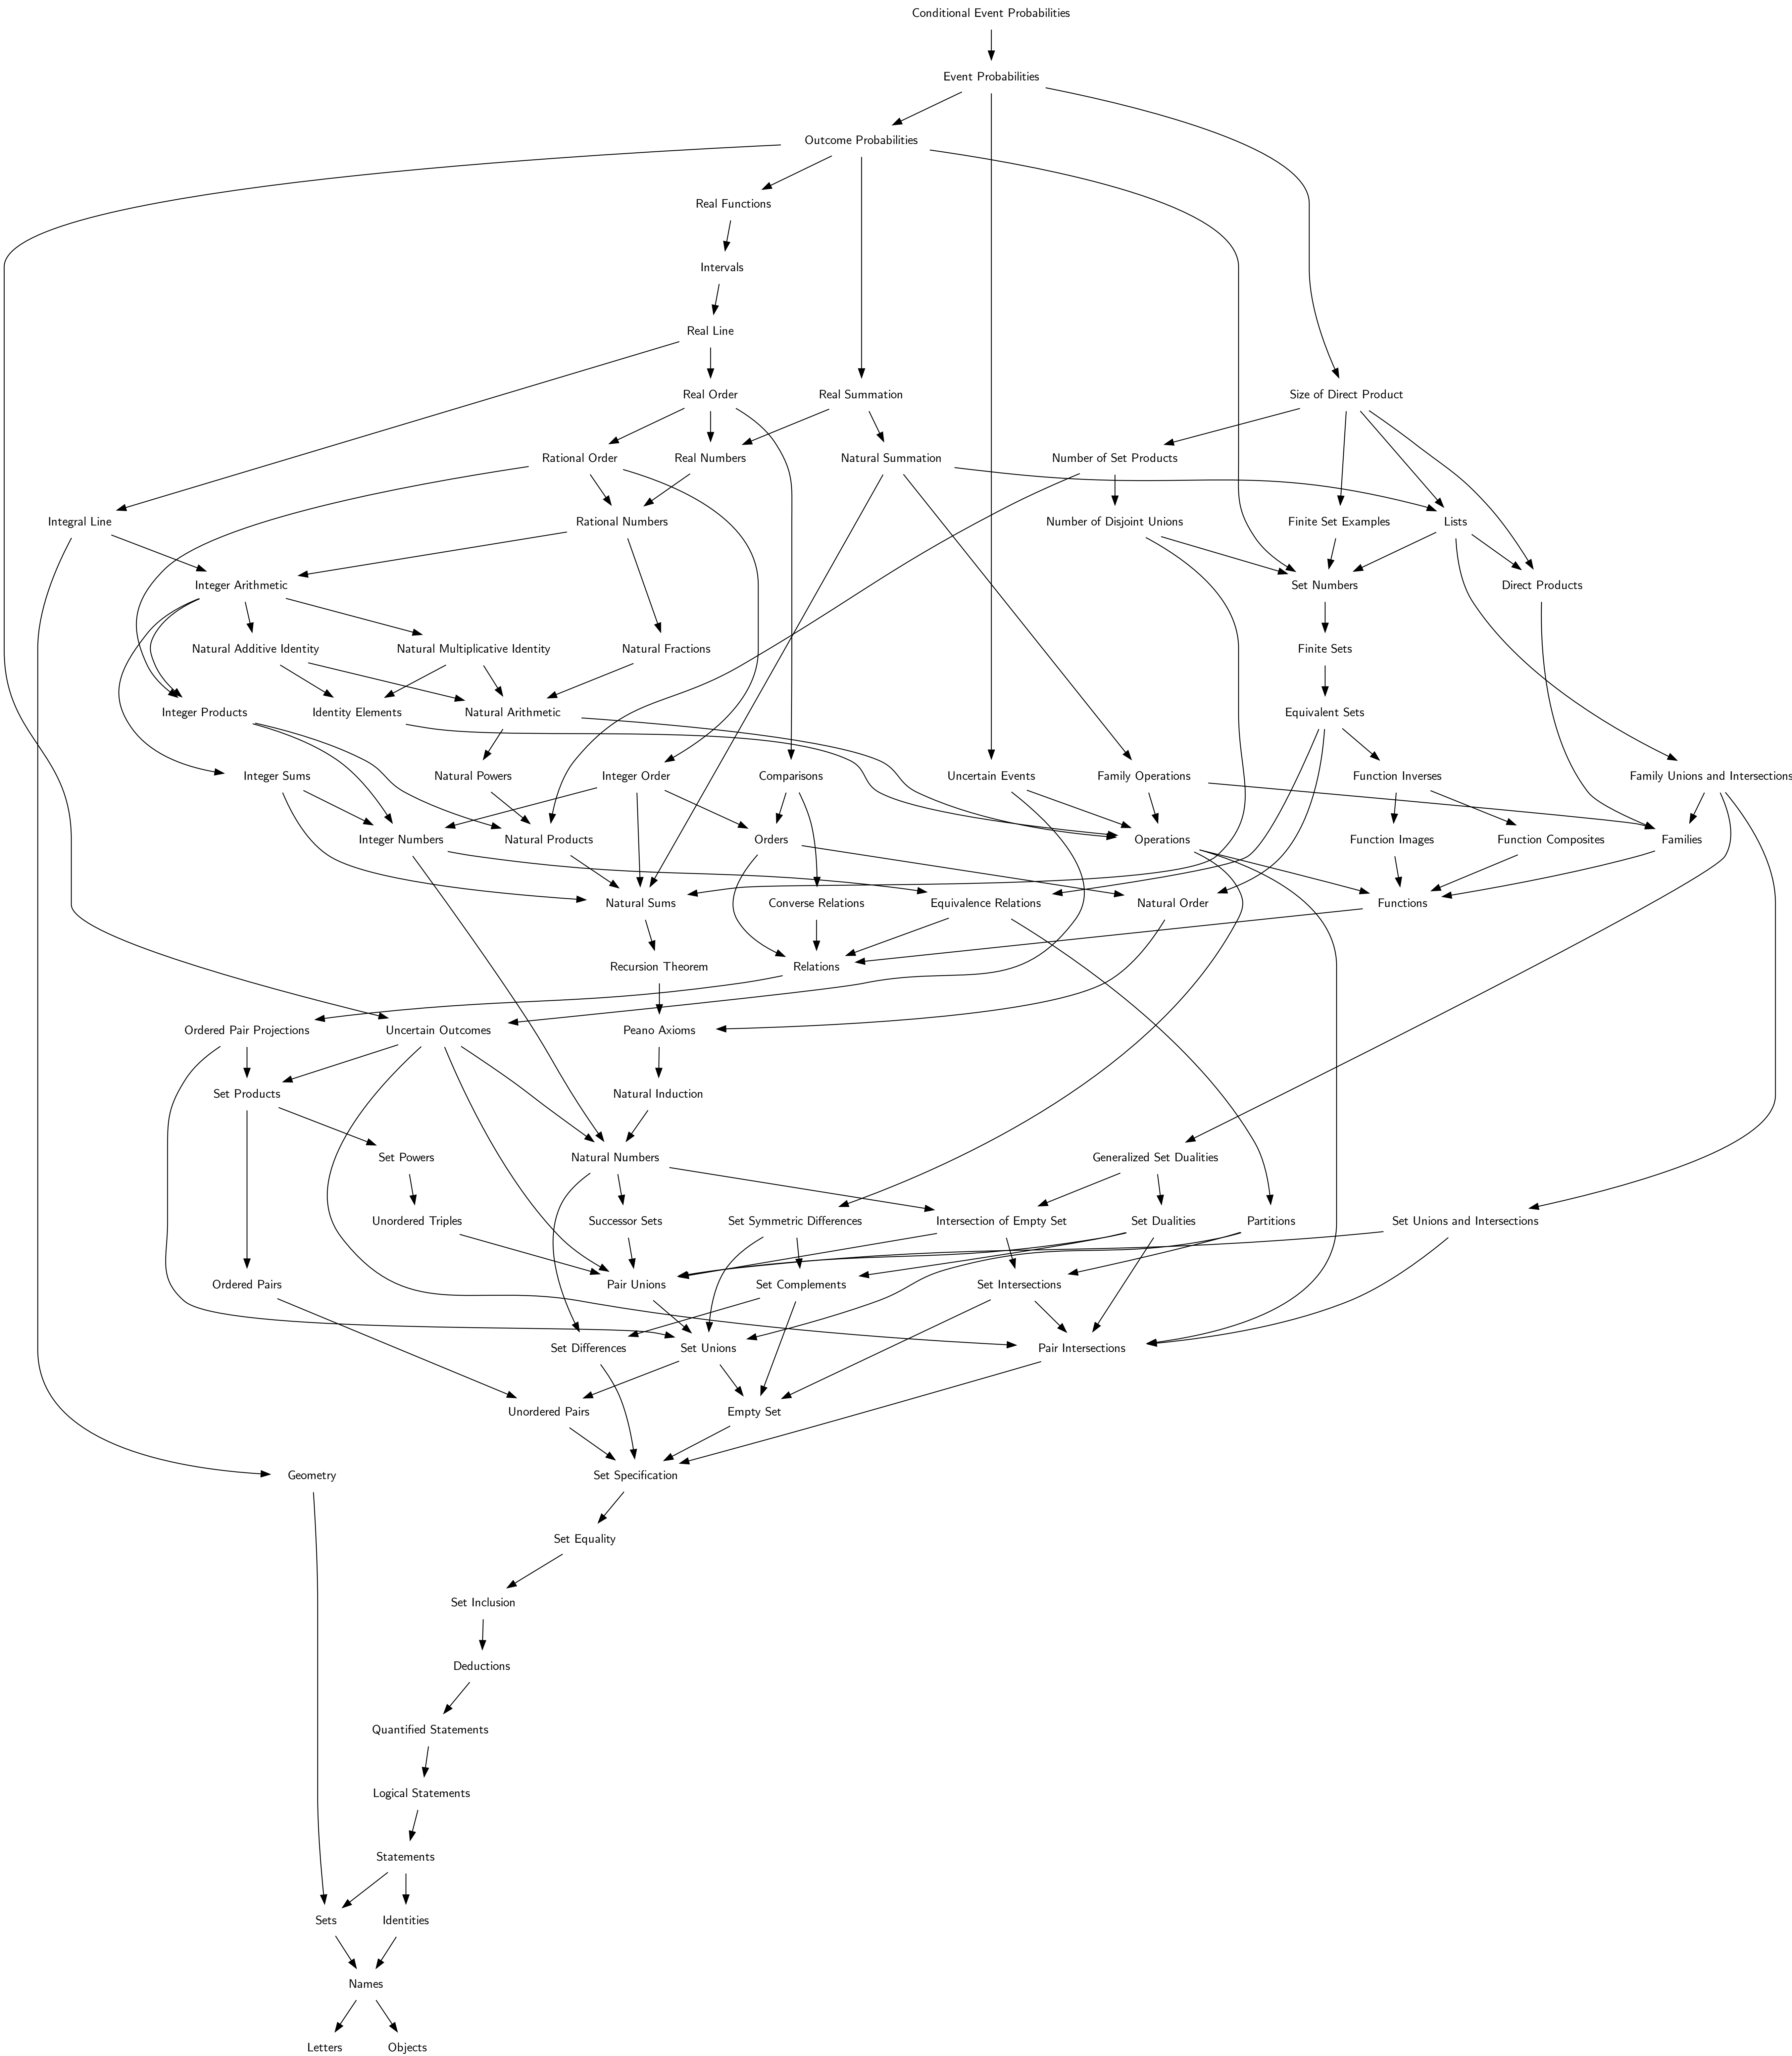 Conditional Event Probabilities
Event Probabilities
Outcome Probabilities
Real Functions
Intervals
Real Line
Real Order
Real Summation
Size of Direct Product
Rational Order
Real Numbers
Natural Summation
Number of Set Products
Integral Line
Rational Numbers
Number of Disjoint Unions
Finite Set Examples
Lists
Integer Arithmetic
Set Numbers
Direct Products
Natural Additive Identity
Natural Multiplicative Identity
Natural Fractions
Finite Sets
Integer Products
Identity Elements
Natural Arithmetic
Equivalent Sets
Integer Sums
Natural Powers
Integer Order
Comparisons
Uncertain Events
Family Operations
Function Inverses
Family Unions and Intersections
Integer Numbers
Natural Products
Orders
Operations
Function Images
Function Composites
Families
Natural Sums
Converse Relations
Equivalence Relations
Natural Order
Functions
Recursion Theorem
Relations
Ordered Pair Projections
Uncertain Outcomes
Peano Axioms
Set Products
Natural Induction
Set Powers
Natural Numbers
Generalized Set Dualities
Unordered Triples
Successor Sets
Set Symmetric Differences
Intersection of Empty Set
Set Dualities
Partitions
Set Unions and Intersections
Ordered Pairs
Pair Unions
Set Complements
Set Intersections
Set Differences
Set Unions
Pair Intersections
Unordered Pairs
Empty Set
Geometry
Set Specification
Set Equality
Set Inclusion
Deductions
Quantified Statements
Logical Statements
Statements
Sets
Identities
Names
Letters
Objects